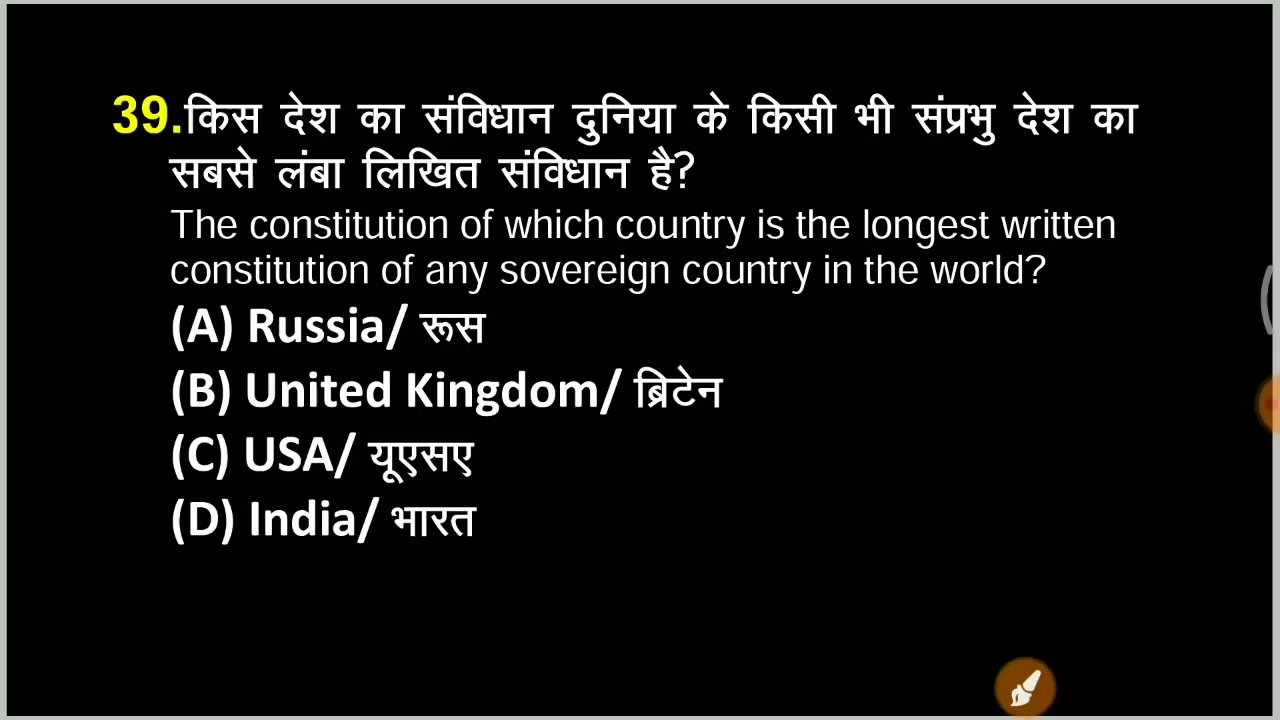 39.किस देश का संविधान दुनिया के किसी भी संप्रभु देश का
सबसे लंबा लिखित संविधान है?
The constitution of which country is the longest written
constitution of any sovereign country in the world?
(A) Russia/ रूस
(B) United Kingdom/ ब्रिटेन
(C) USA/ यूएसए
(D) India/ भारत